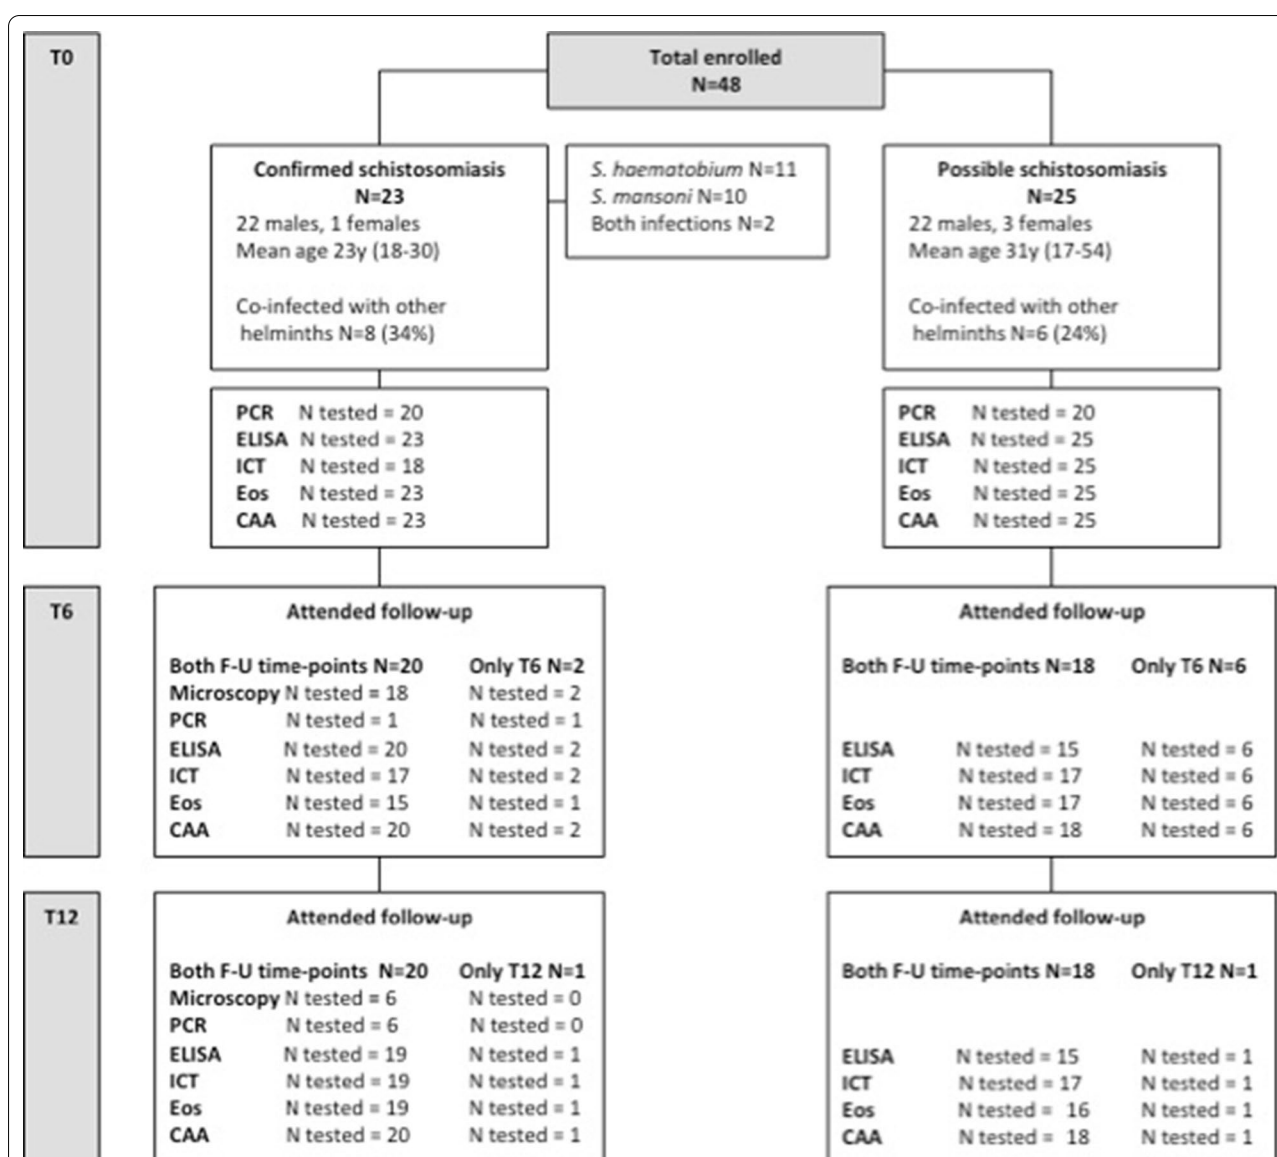 T0
Total enrolled
N=48
Confirmed schistosomiasis
N=23
22 males, 1 females
Mean age 23y (18-30)
Co-infected with other
helminths N=8 (34%)
S. haematobium N=11
S. mansoni N=10
Both infections N=2
Possible schistosomiasis
N=25
22 males, 3 females
Mean age 31y (17-54)
Co-infected with other
helminths N=6 (24%)
PCR N tested = 20
ELISA N tested = 23
ICT N tested = 18
Eos N tested = 23
CAA N tested = 23
PCR N tested = 20
ELISA N tested = 25
ICT N tested = 25
Eos N tested = 25
CAA N tested = 25
T6
Attended follow-up
Both F-U time-points N=20 Only T6 N=2
Microscopy N tested = 18 N tested = 2
PCR N tested = 1 N tested = 1
ELISA N tested = 20 N tested = 2
ICT N tested = 17 N tested = 2
Eos N tested = 15 N tested = 1
CAA N tested = 20 N tested = 2
Attended follow-up
Both F-U time-points N=18 Only T6 N=6
ELISA N tested = 15 N tested = 6
ICT N tested = 17 N tested = 6
Eos N tested = 17 N tested = 6
CAA N tested = 18 N tested = 6
T12
Attended follow-up
Both F-U time-points N=20 Only T12 N=1
Microscopy N tested = 6 N tested = 0
PCR N tested = 6 N tested = 0
ELISA N tested = 19 N tested = 1
ICT N tested = 19 N tested = 1
Eos N tested = 19 N tested = 1
CAA N tested = 20 N tested = 1
Attended follow-up
Both F-U time-points N=18 Only T12 N=1
ELISA N tested = 15 N tested = 1
ICT N tested = 17 N tested = 1
Eos N tested = 16 N tested = 1
CAA N tested = 18 N tested = 1